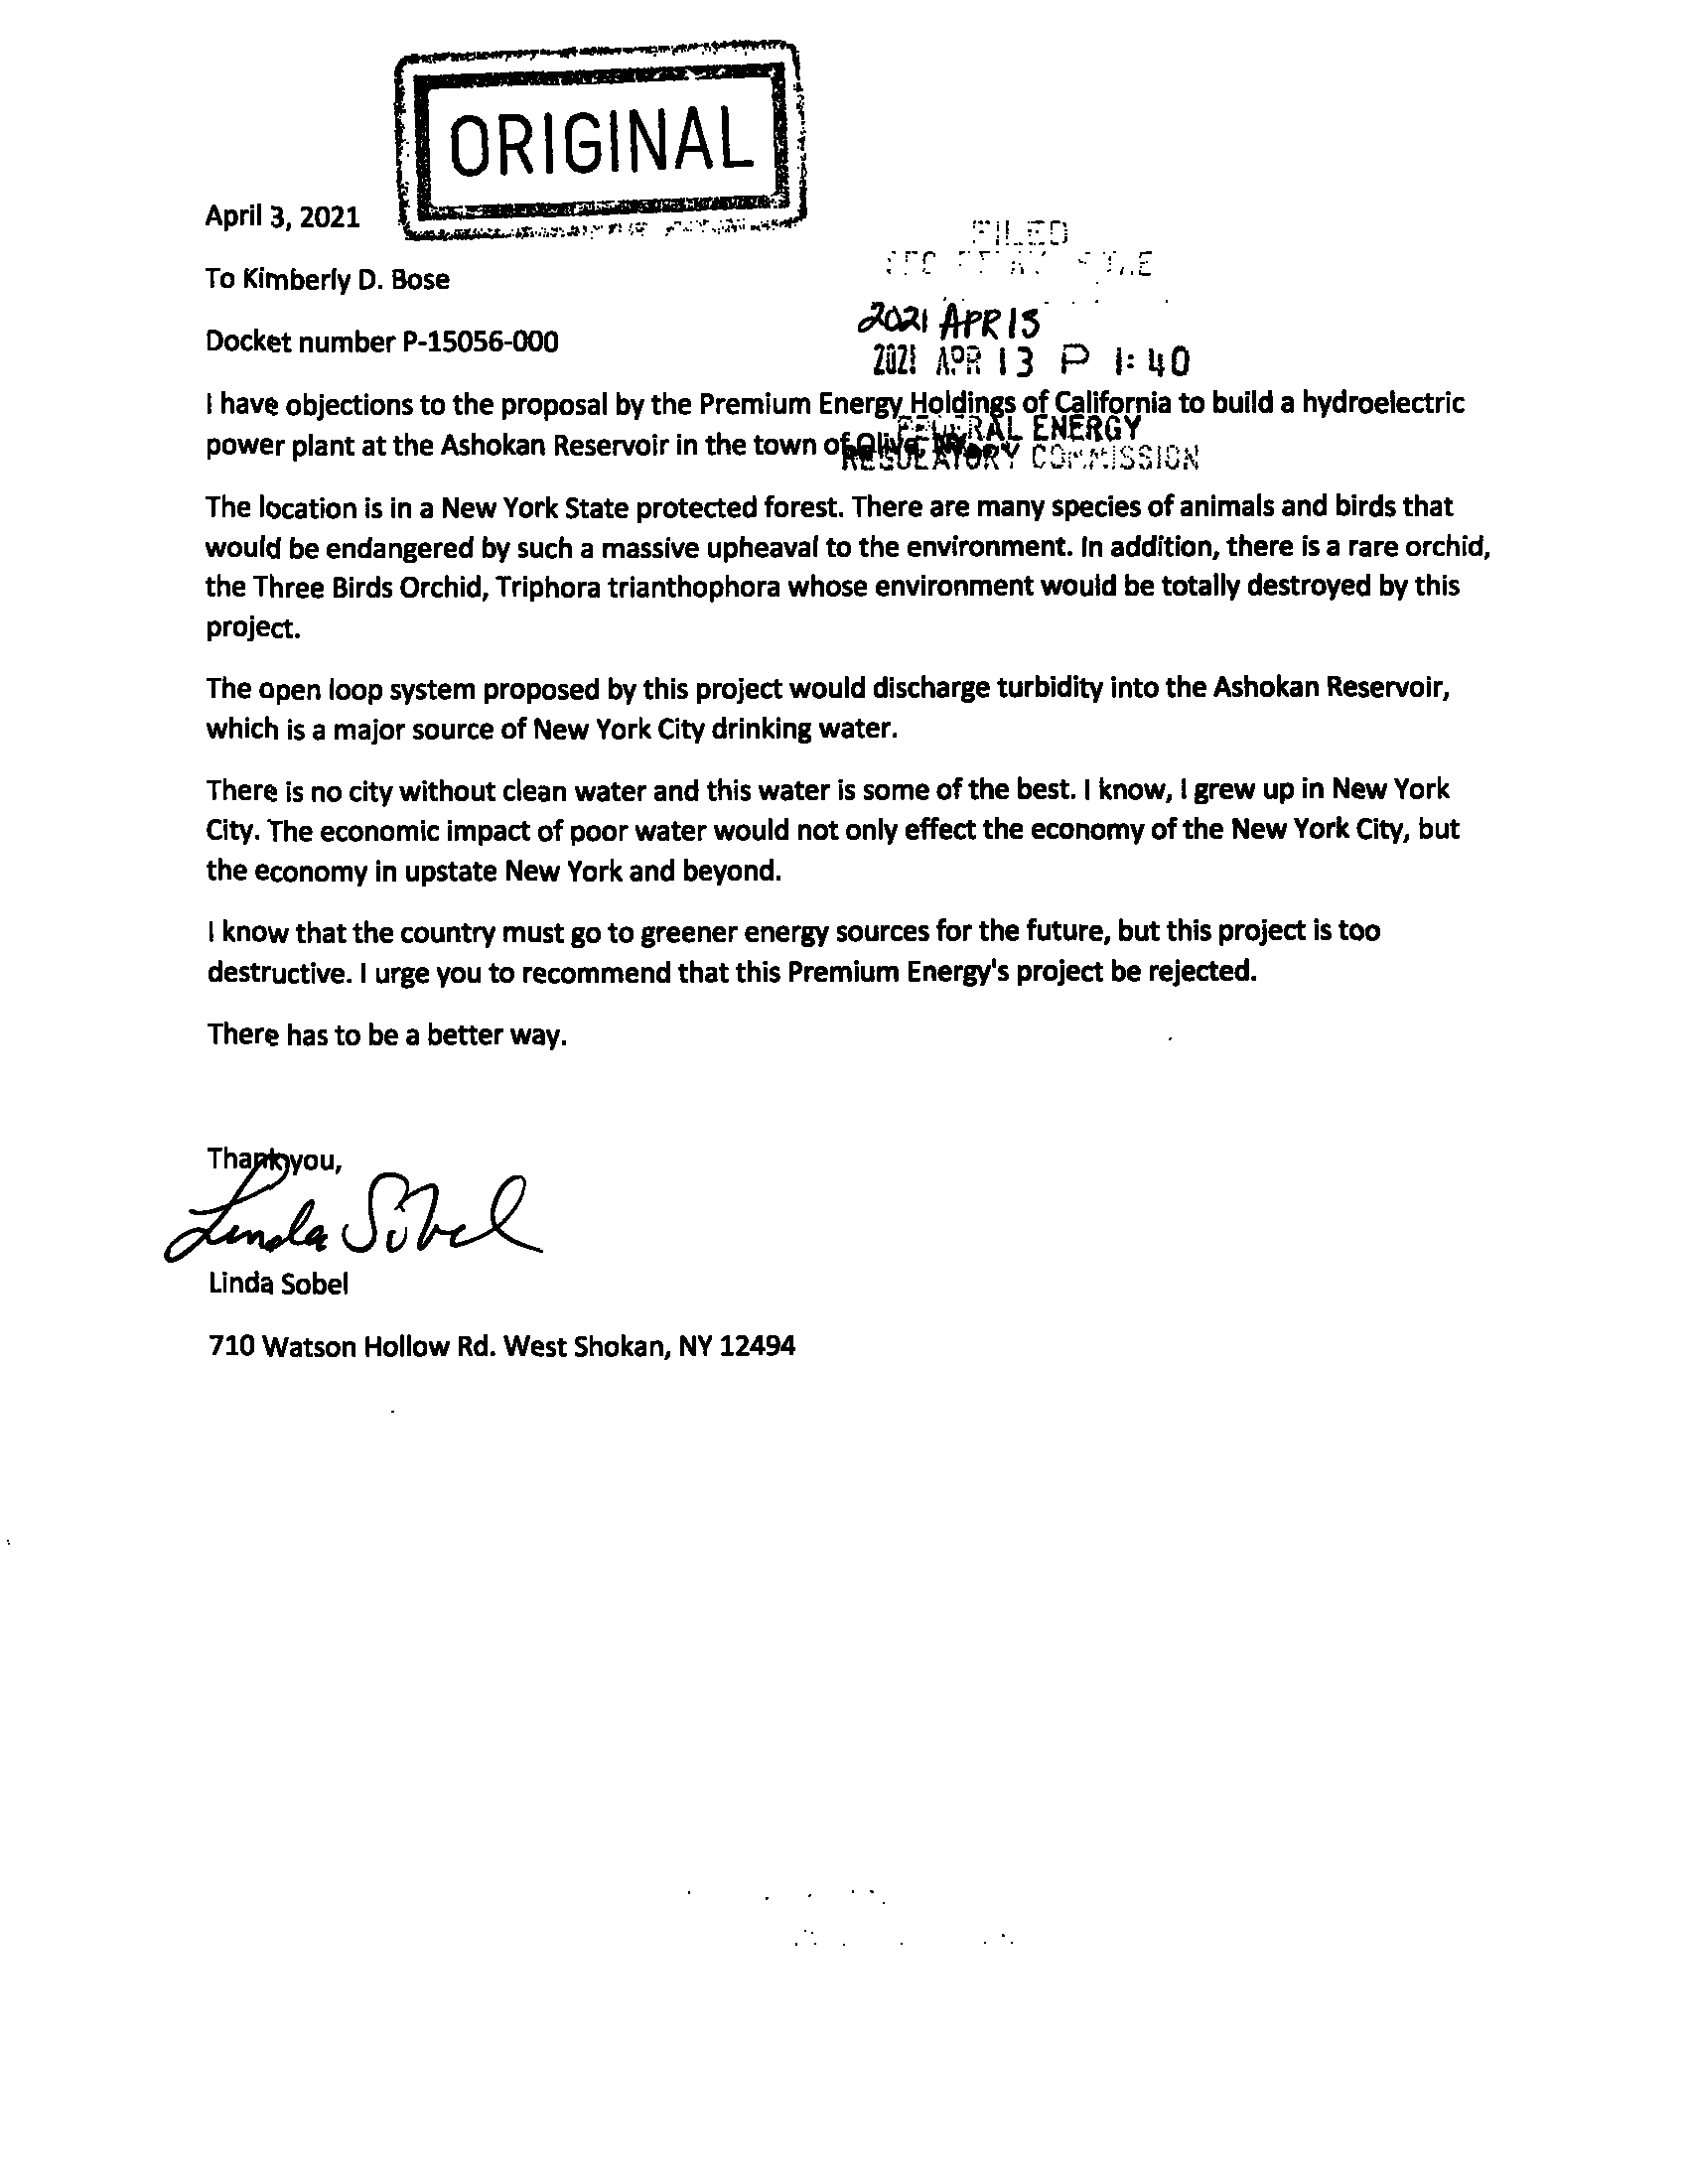 ORIGINAL
April 3, 2021
FILED
To Kimberly D. Bose
2021 APR 13
Docket number P-15056-000
2021 APR 13 P 1:40
I have objections to the proposal by the Premium Energy Holdings of California to build a hydroelectric
FEDERAL ENERGY
power plant at the Ashokan Reservoir in the town of Olive, NY.
REGULATORY COMMISSION
The location is in a New York State protected forest. There are many species of animals and birds that
would be endangered by such a massive upheaval to the environment. In addition, there is a rare orchid,
the Three Birds Orchid, Triphora trianthophora whose environment would be totally destroyed by this
project.
The open loop system proposed by this project would discharge turbidity into the Ashokan Reservoir,
which is a major source of New York City drinking water.
There is no city without clean water and this water is some of the best. I know, I grew up in New York
City. The economic impact of poor water would not only effect the economy of the New York City, but
the economy in upstate New York and beyond.
I know that the country must go to greener energy sources for the future, but this project is too
destructive. I urge you to recommend that this Premium Energy's project be rejected.
There has to be a better way.
Thank you,
Linda Sobel
Linda Sobel
710 Watson Hollow Rd. West Shokan, NY 12494